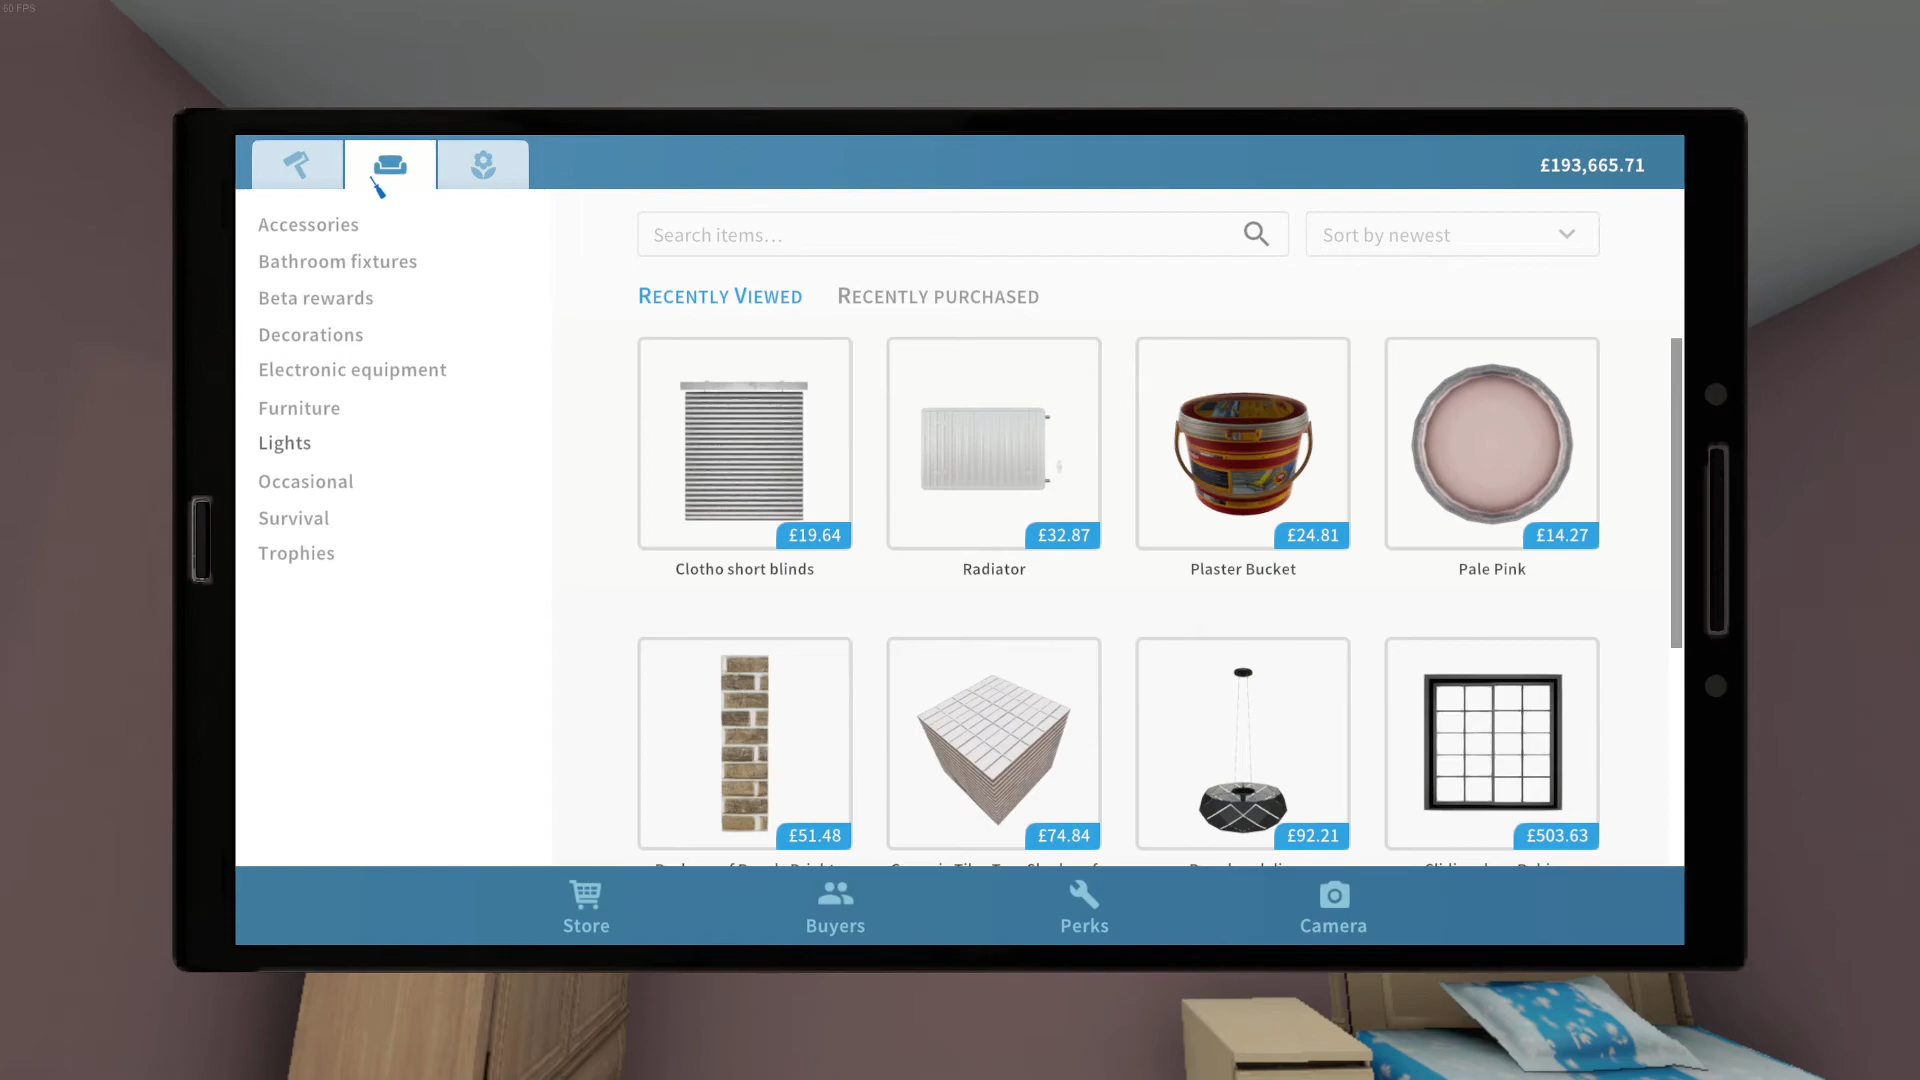 60 FPS
£193,665.71
Accessories
Bathroom fixtures
Beta rewards
Decorations
Electronic equipment
Furniture
Lights
Occasional
Survival
Trophies
Search items...
Sort by newest
RECENTLY VIEWED
RECENTLY PURCHASED
£19.64
£32.87
£24.81
£14.27
Clotho short blinds
Radiator
Plaster Bucket
Pale Pink
£51.48
£74.84
£92.21
£503.63
Store
Buyers
Perks
Camera